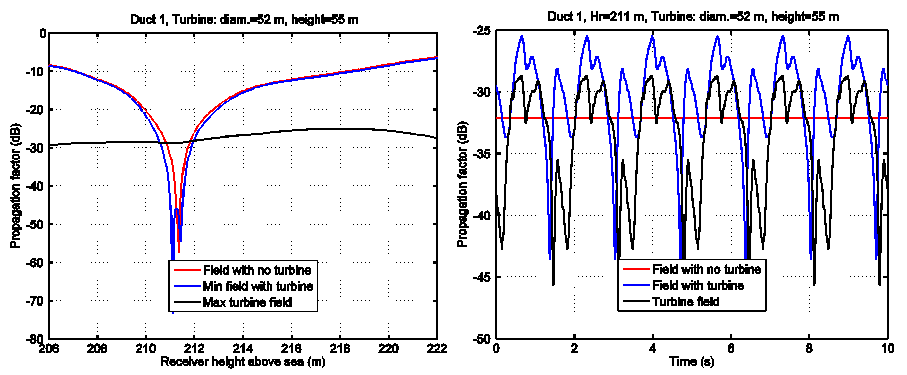 Duct 1, Turbine: diam.=52 m, height=55 m
Propagation factor (dB)
0
-10
-20
-30
-40
-50
-60
-70
-80
206 208 210 212 214 216 218 220 222
Receiver height above sea (m)
Field with no turbine
Min field with turbine
Max turbine field
Duct 1, Hr=211 m, Turbine: diam.=52 m, height=55 m
Propagation factor (dB)
-25
-30
-35
-40
-45
-50
0 2 4 6 8 10
Time (s)
Field with no turbine
Field with turbine
Turbine field